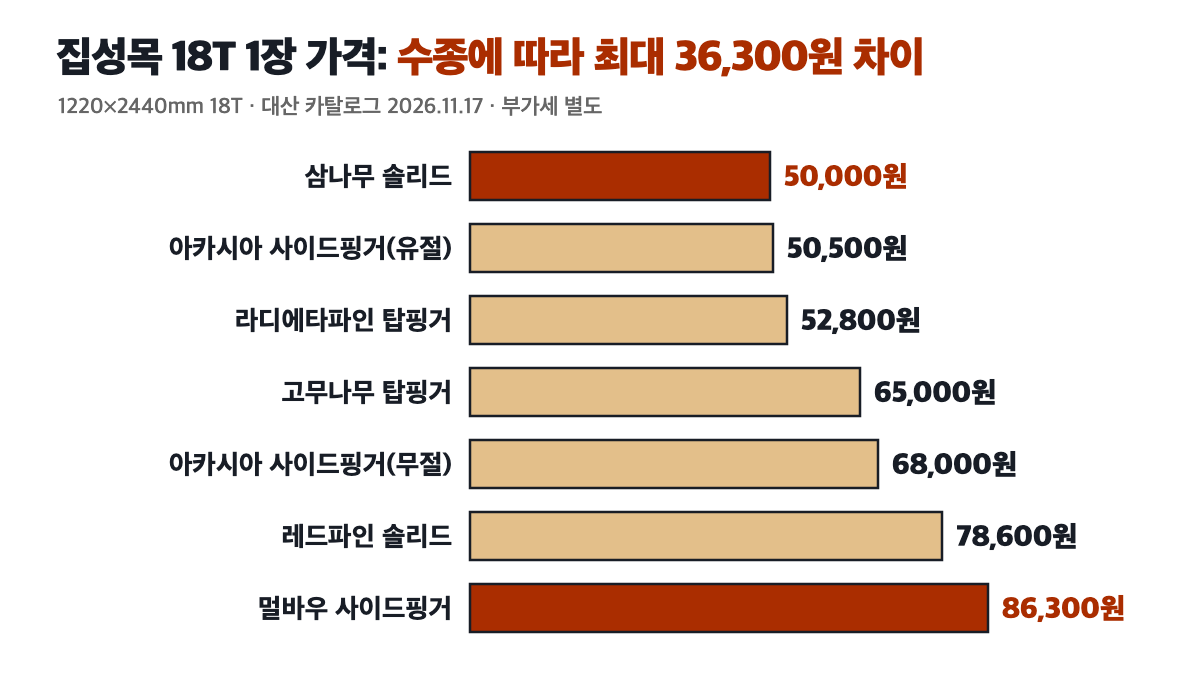 집성목 18T 1장 가격: 수종에 따라 최대 36,300원 차이
1220×2440mm 18T · 대산 카탈로그 2026.11.17 · 부가세 별도
삼나무 솔리드 50,000원
아카시아 사이드핑거(유절) 50,500원
라디에타파인 탑핑거 52,800원
고무나무 탑핑거 65,000원
아카시아 사이드핑거(무절) 68,000원
레드파인 솔리드 78,600원
멀바우 사이드핑거 86,300원